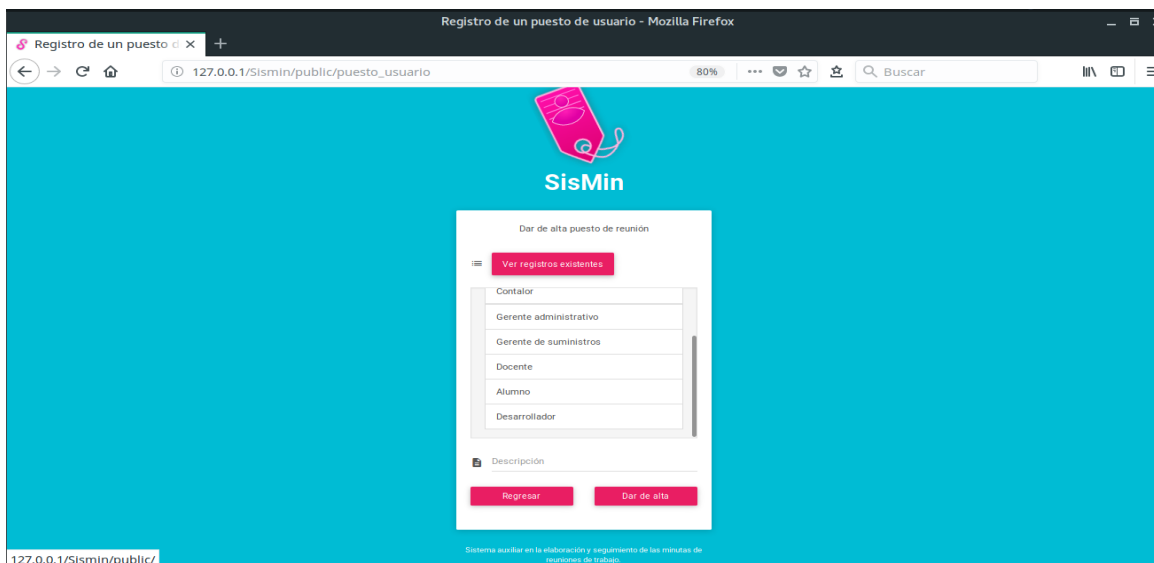 Registro de un puesto de usuario - Mozilla Firefox
Registro de un puesto d
127.0.0.1/Sismin/public/puesto_usuario
80%
Buscar
SisMin
Dar de alta puesto de reunión
Ver registros existentes
Contalor
Gerente administrativo
Gerente de suministros
Docente
Alumno
Desarrollador
Descripción
Regresar
Dar de alta
Sistema auxiliar en la elaboración y seguimiento de las minutas de
reuniones de trabajo.
127.0.0.1/Sismin/public/